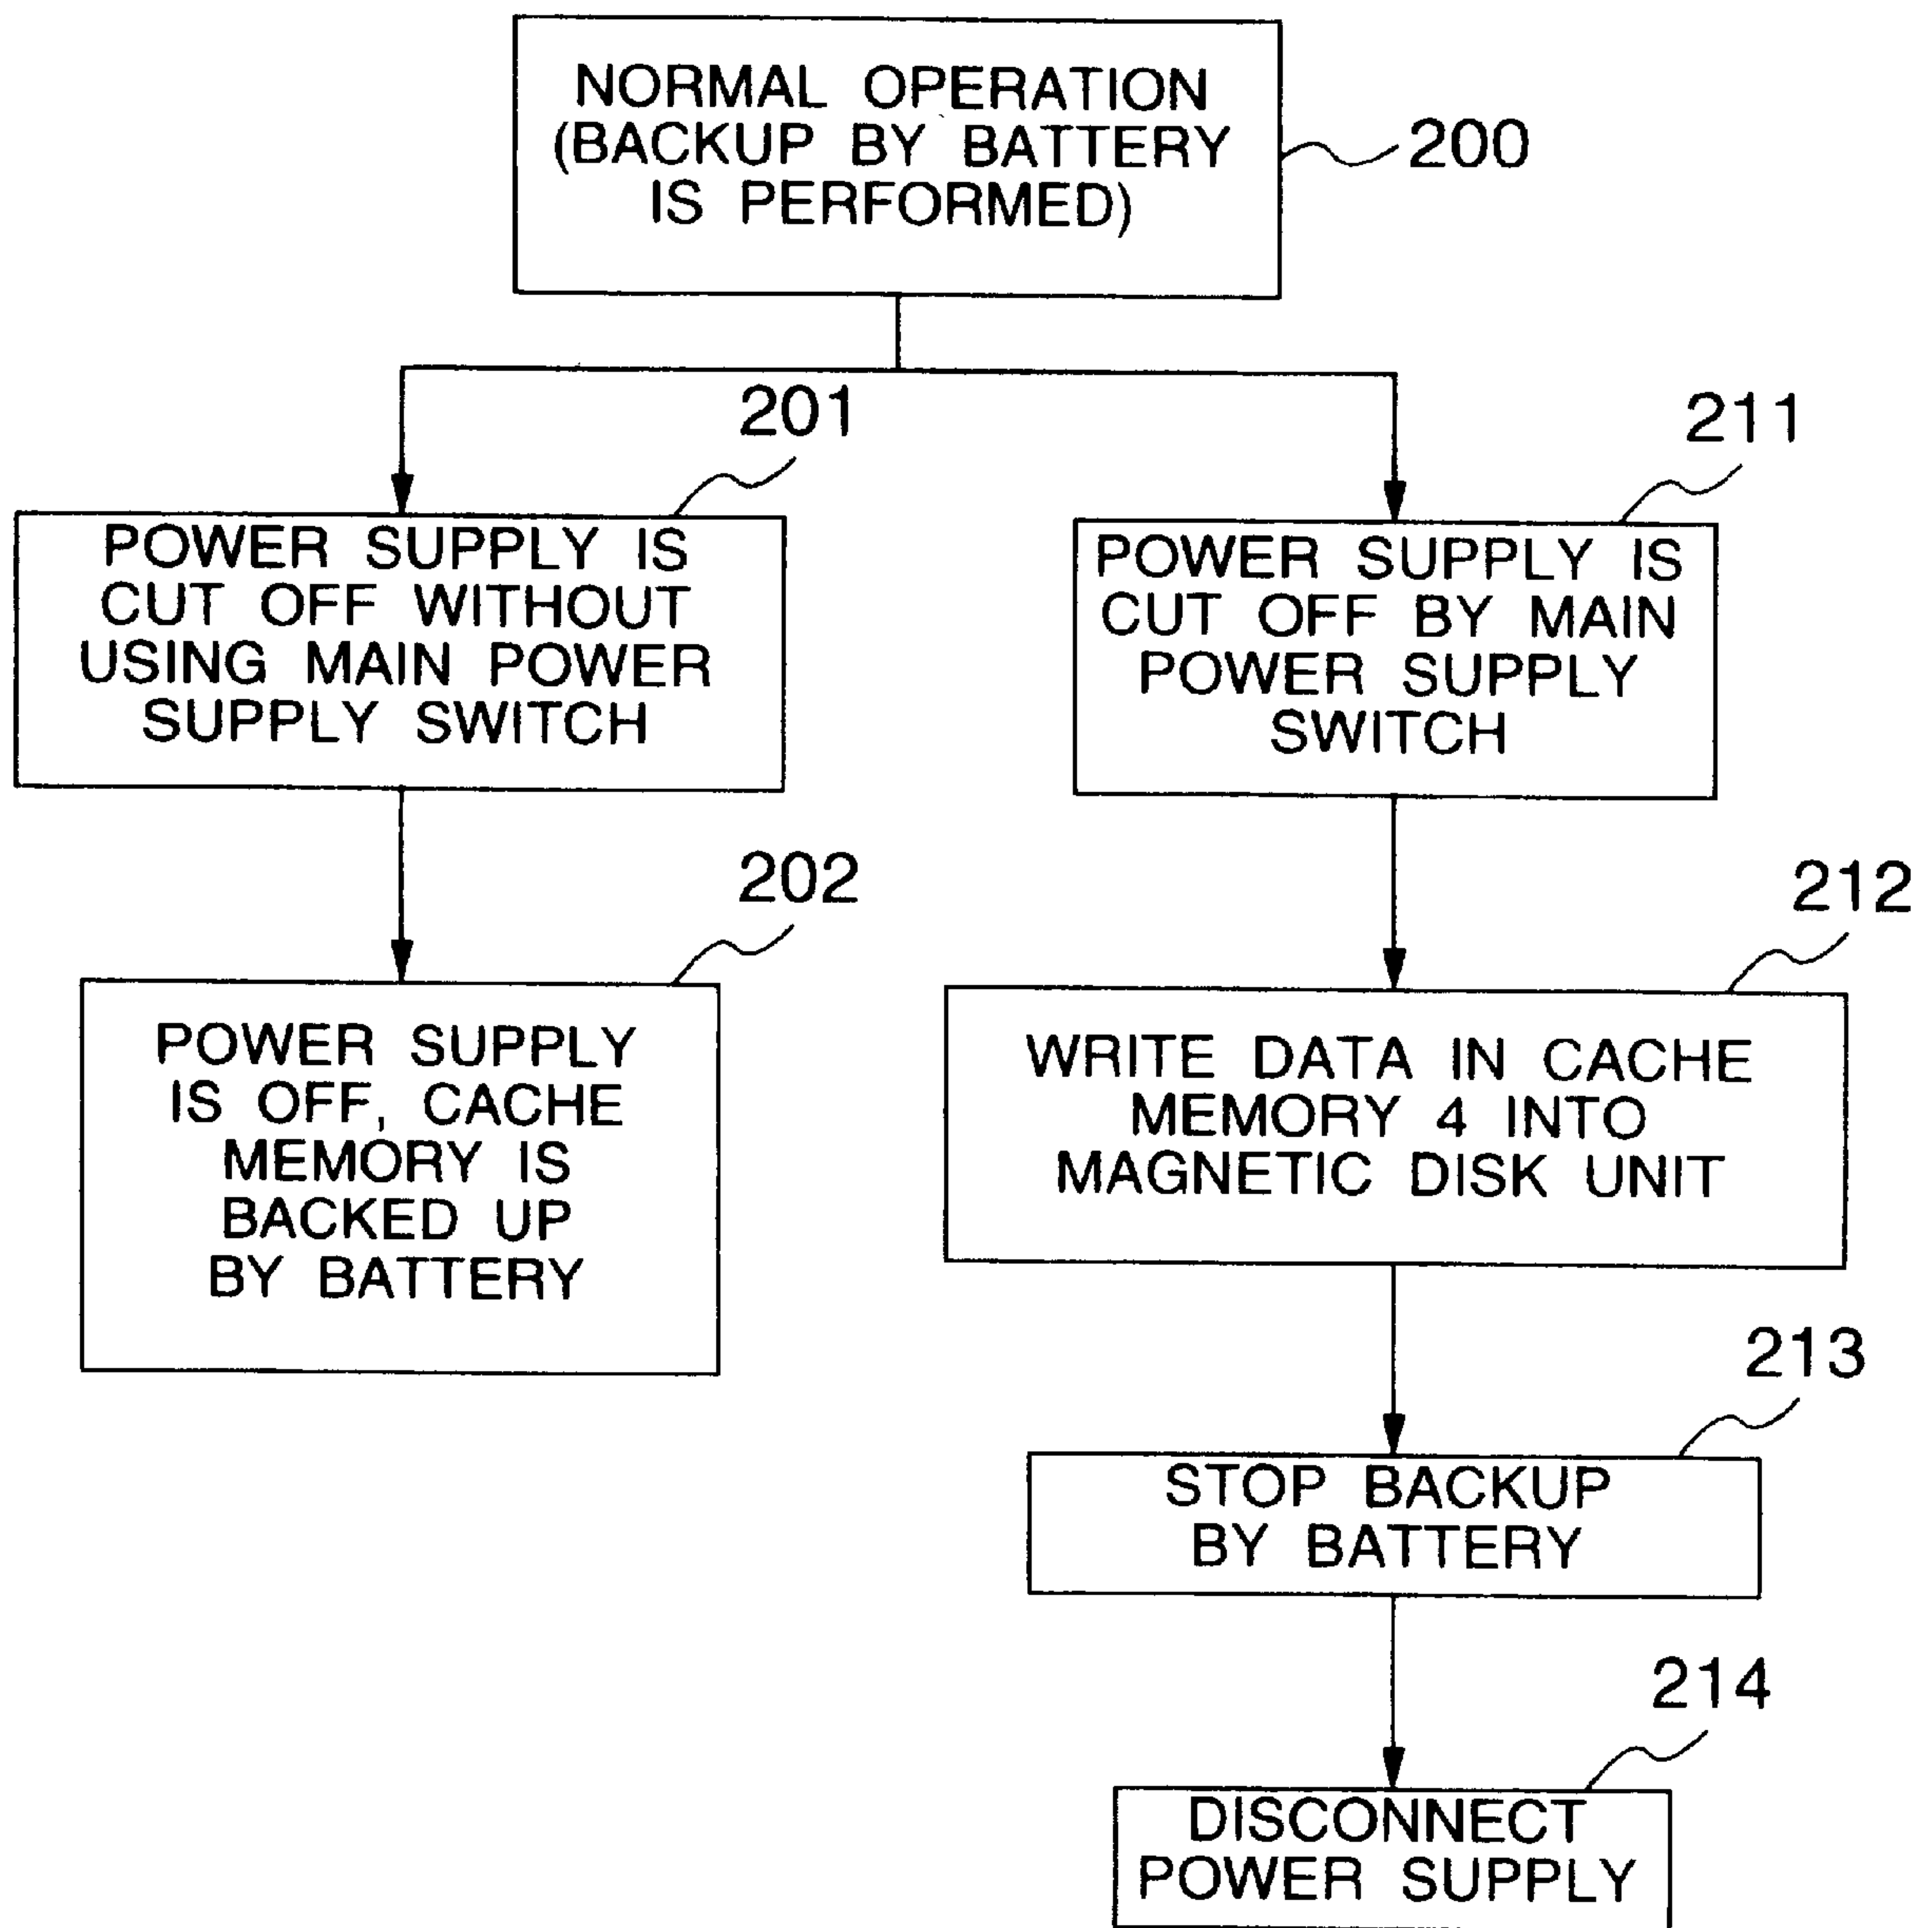 NORMAL OPERATION
(BACKUP BY BATTERY
IS PERFORMED)
200
201
POWER SUPPLY IS
CUT OFF WITHOUT
USING MAIN POWER
SUPPLY SWITCH
202
POWER SUPPLY
IS OFF, CACHE
MEMORY IS
BACKED UP
BY BATTERY
211
POWER SUPPLY IS
CUT OFF BY MAIN
POWER SUPPLY
SWITCH
212
WRITE DATA IN CACHE
MEMORY 4 INTO
MAGNETIC DISK UNIT
213
STOP BACKUP
BY BATTERY
214
DISCONNECT
POWER SUPPLY